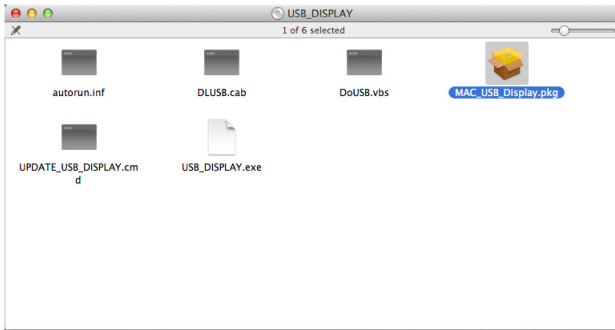 USB_DISPLAY
1 of 6 selected
autorun.inf
DLUSB.cab
DoUSB.vbs
MAC_USB_Display.pkg
UPDATE_USB_DISPLAY.cm
d
USB_DISPLAY.exe